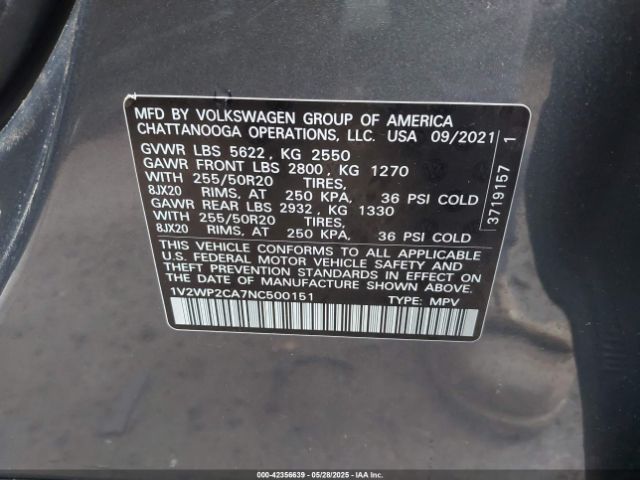 MFD BY VOLKSWAGEN GROUP OF AMERICA
CHATTANOOGA OPERATIONS, LLC. USA 09/2021
GVWR LBS 5622, KG 2550
GAWR FRONT LBS 2800, KG 1270
WITH 255/50R20 TIRES,
8JX20 RIMS, AT 250 KPA, 36 PSI COLD
GAWR REAR LBS 2932, KG 1330
WITH 255/50R20 TIRES,
8JX20 RIMS, AT 250 KPA, 36 PSI COLD
THIS VEHICLE CONFORMS TO ALL APPLICABLE
U.S. FEDERAL MOTOR VEHICLE SAFETY AND
THEFT PREVENTION STANDARDS IN EFFECT ON
THE DATE OF MANUFACTURE SHOWN ABOVE.
1V2WP2CA7NC500151 TYPE: MPV
3719157 1
000-42356639 - 05/28/2025 - IAAI.COM